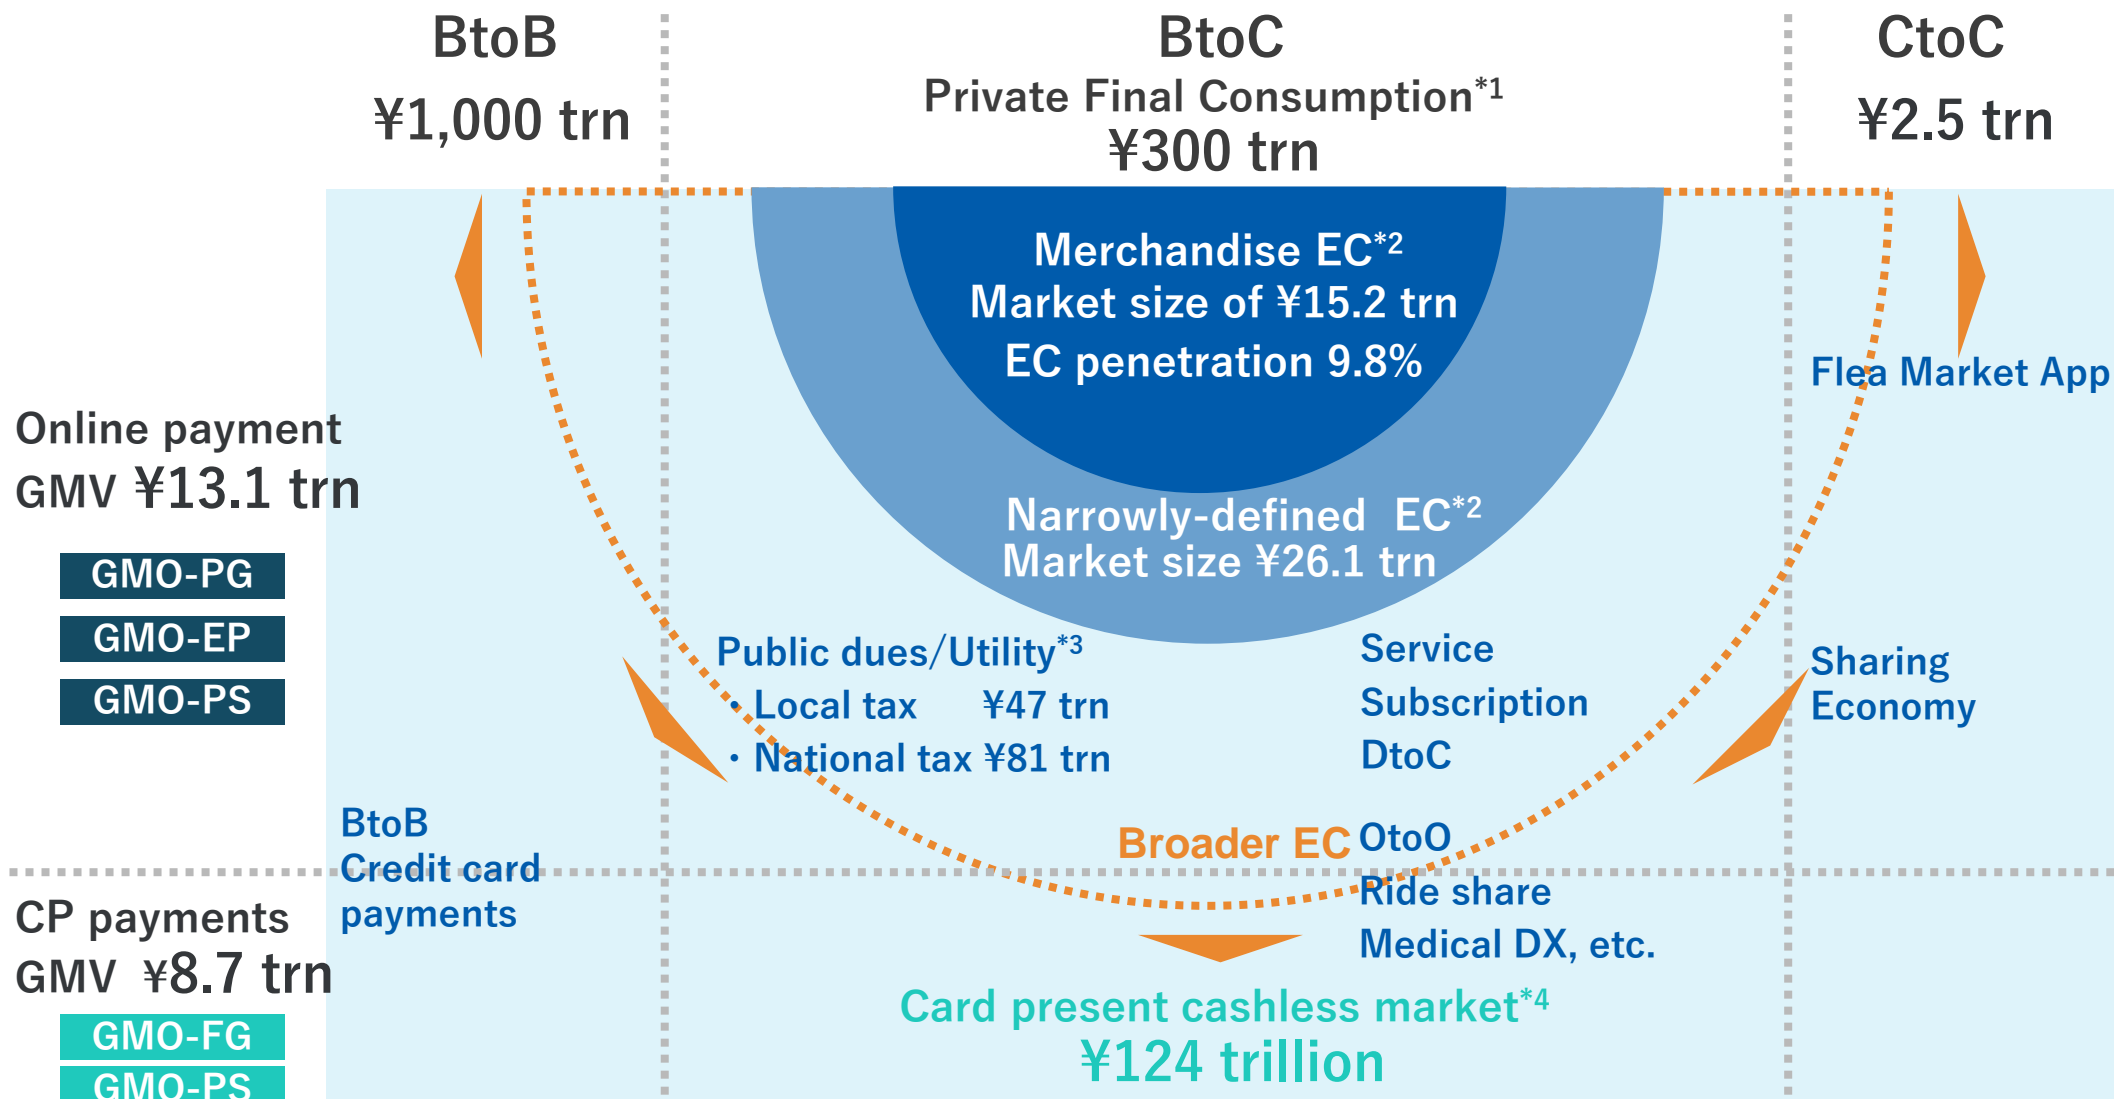 BtoB
¥1,000 trn
BtoC
Private Final Consumption*1
¥300 trn
CtoC
¥2.5 trn
Merchandise EC*2
Market size of ¥15.2 trn
EC penetration 9.8%
Narrowly-defined EC*2
Market size ¥26.1 trn
Flea Market App
Online payment
GMV ¥13.1 trn
GMO-PG
GMO-EP
GMO-PS
Public dues/Utility*3
・Local tax ¥47 trn
・National tax ¥81 trn
Service
Subscription
DtoC
Sharing
Economy
BtoB
Credit card
payments
Broader EC
OtoO
Ride share
Medical DX, etc.
CP payments
GMV ¥8.7 trn
GMO-FG
GMO-PS
Card present cashless market*4
¥124 trillion